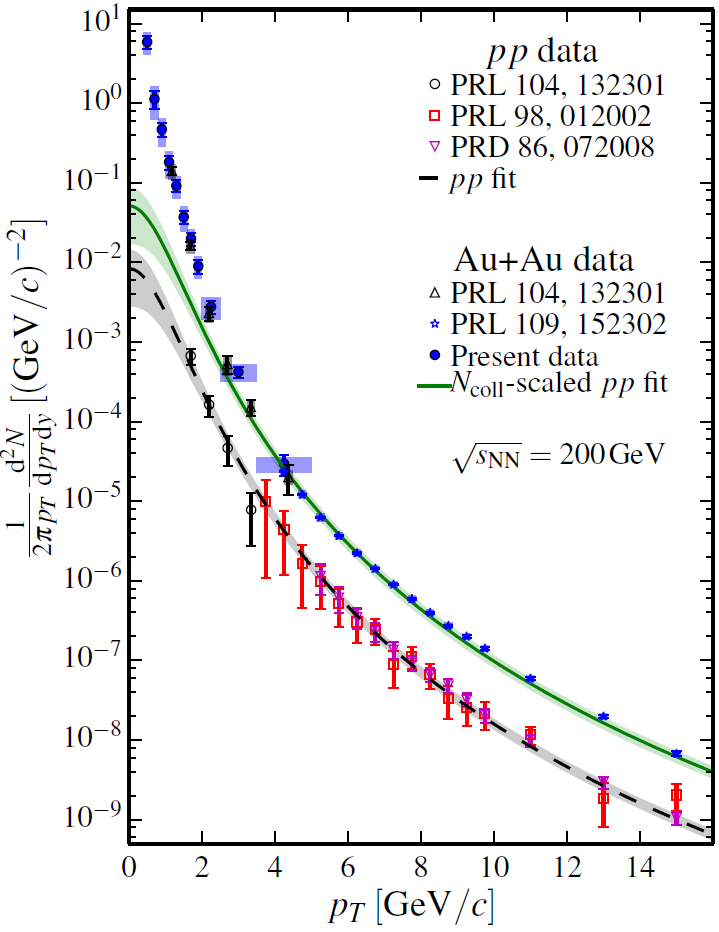 10^1
10^0
10^−1
10^−2
10^−3
10^−4
10^−5
10^−6
10^−7
10^−8
10^−9
1/(2πp_T) d^2N/(dp_T dy) [(GeV/c)^−2]
pp data
PRL 104, 132301
PRL 98, 012002
PRD 86, 072008
pp fit
Au+Au data
PRL 104, 132301
PRL 109, 152302
Present data
N_coll-scaled pp fit
√s_NN = 200 GeV
0 2 4 6 8 10 12 14
p_T [GeV/c]